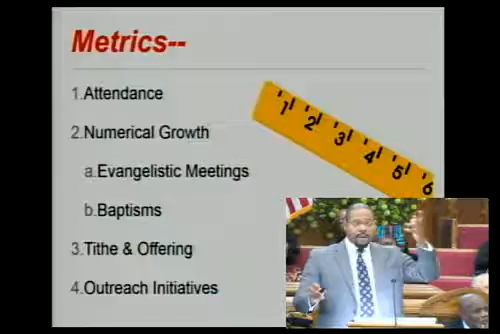 Metrics--
1.Attendance
2.Numerical Growth
a.Evangelistic Meetings
b.Baptisms
3.Tithe & Offering
4.Outreach Initiatives
1 2 3 4 5 6